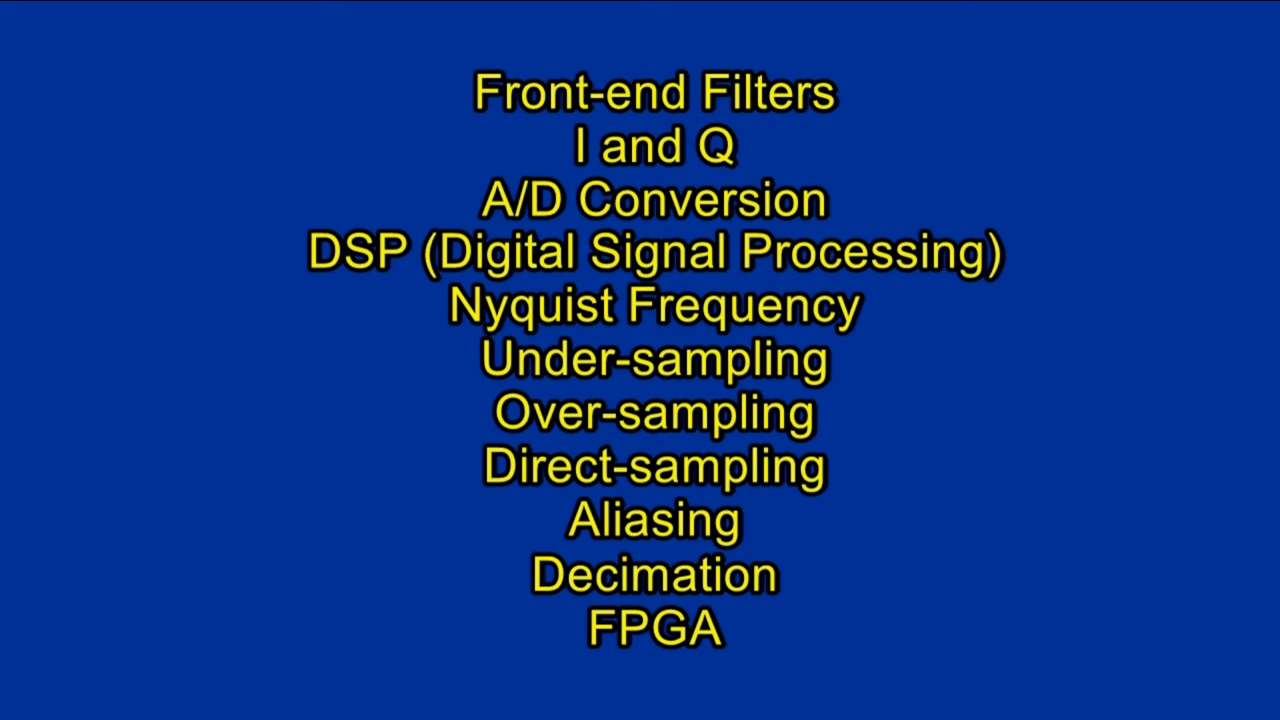 Front-end Filters
I and Q
A/D Conversion
DSP (Digital Signal Processing)
Nyquist Frequency
Under-sampling
Over-sampling
Direct-sampling
Aliasing
Decimation
FPGA